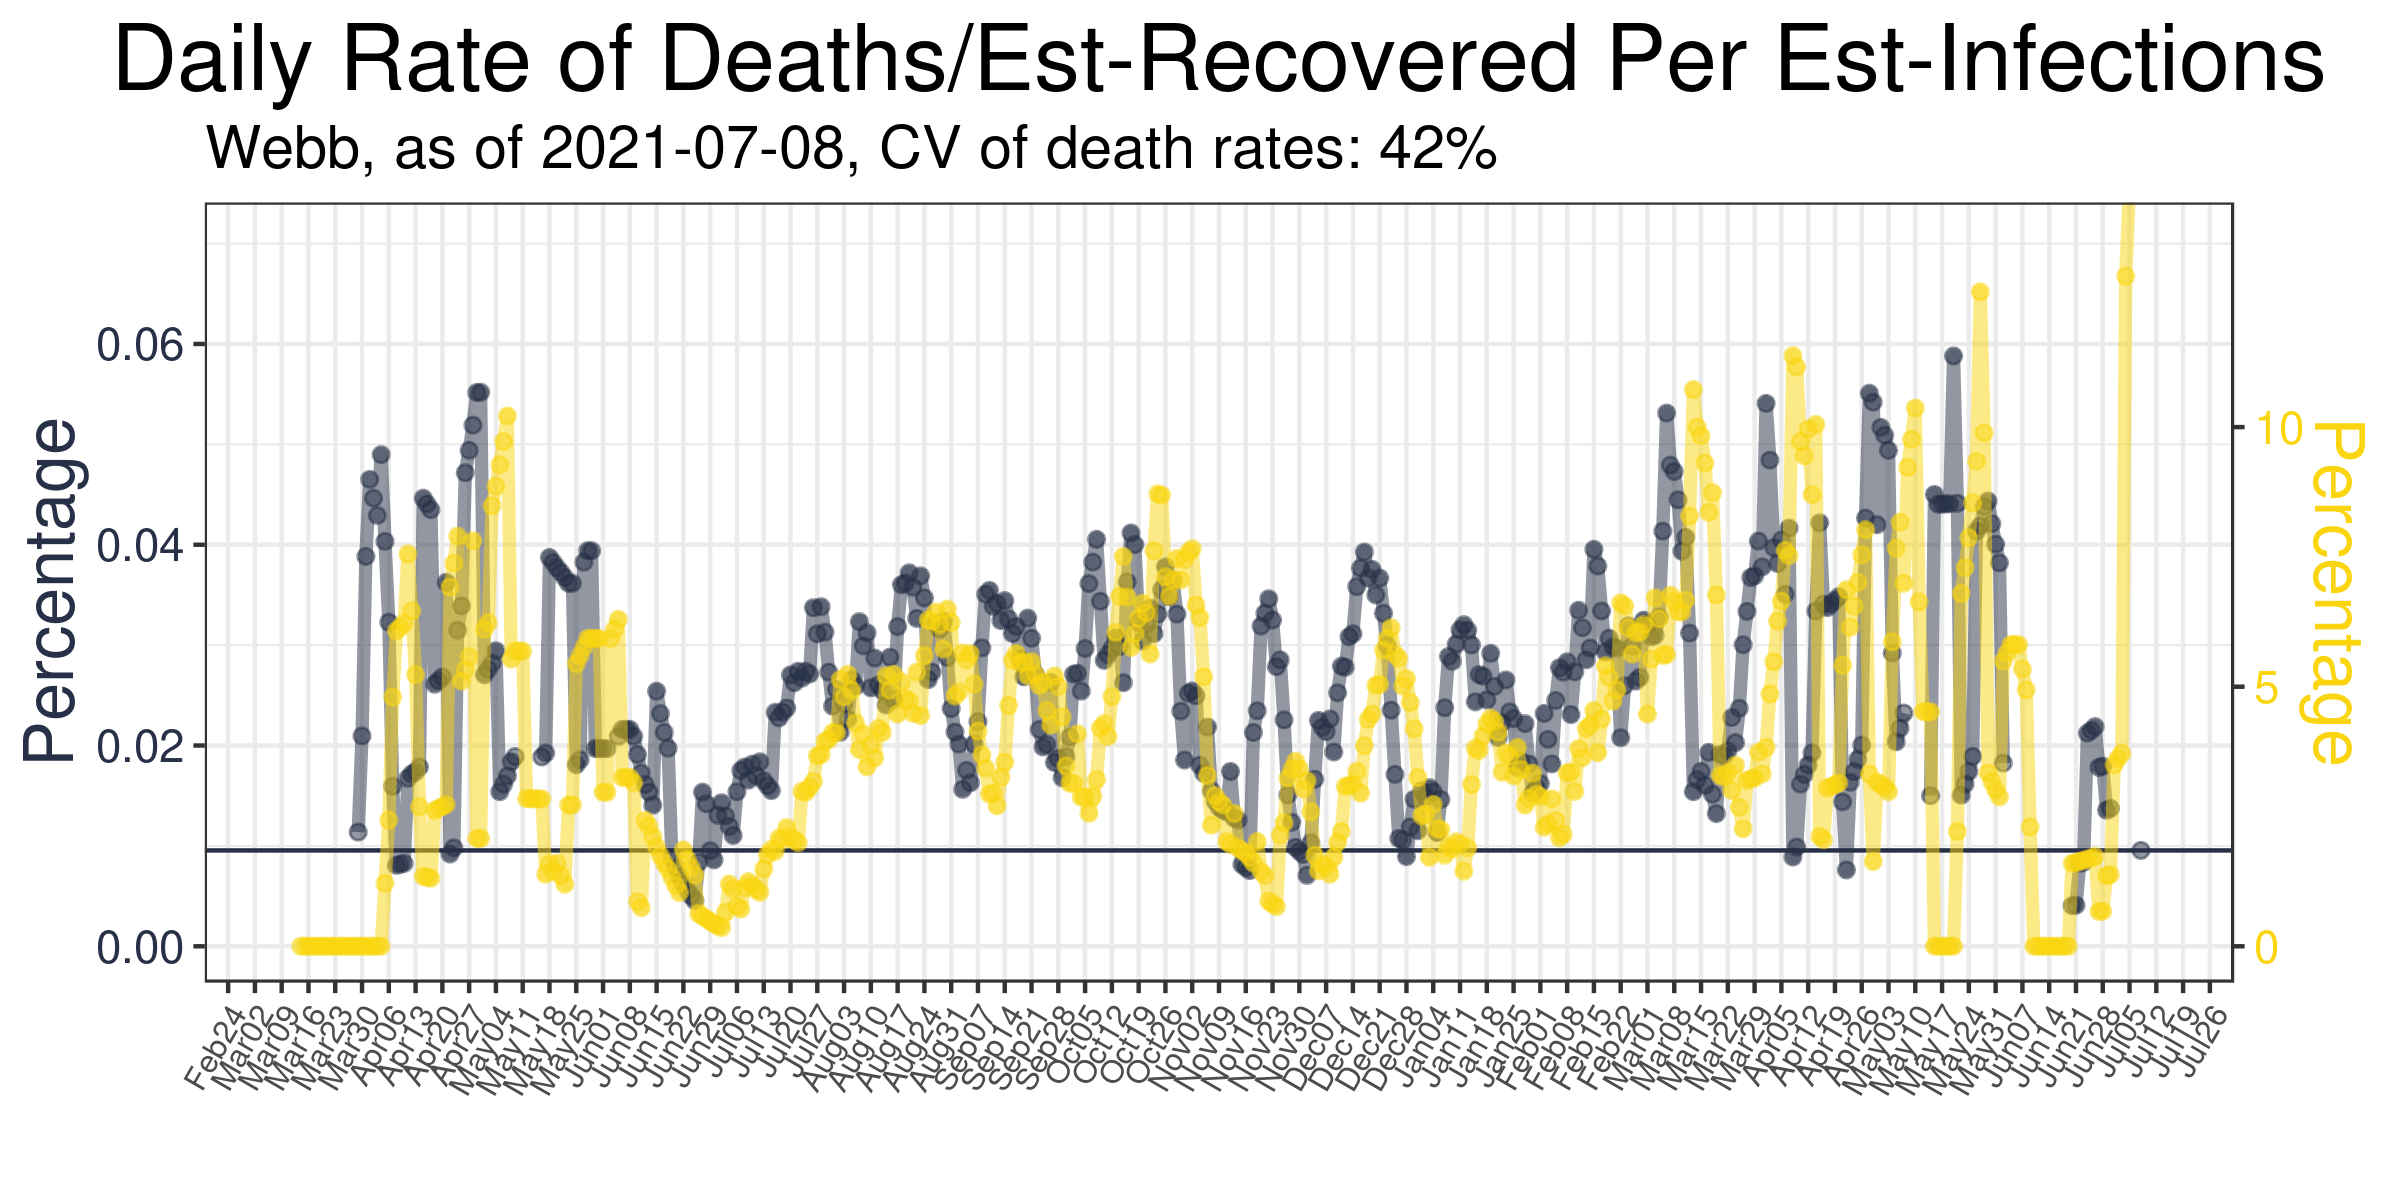 Daily Rate of Deaths/Est-Recovered Per Est-Infections
Webb, as of 2021-07-08, CV of death rates: 42%
Percentage
0.06
0.04
0.02
0.00
10
5
0
Percentage
Feb24
Mar02
Mar09
Mar16
Mar23
Mar30
Apr06
Apr13
Apr20
Apr27
May04
May11
May18
May25
Jun01
Jun08
Jun15
Jun22
Jun29
Jul06
Jul13
Jul20
Jul27
Aug03
Aug10
Aug17
Aug24
Aug31
Sep07
Sep14
Sep21
Sep28
Oct05
Oct12
Oct19
Oct26
Nov02
Nov09
Nov16
Nov23
Nov30
Dec07
Dec14
Dec21
Dec28
Jan04
Jan11
Jan18
Jan25
Feb01
Feb08
Feb15
Feb22
Mar01
Mar08
Mar15
Mar22
Mar29
Apr05
Apr12
Apr19
Apr26
May03
May10
May17
May24
May31
Jun07
Jun14
Jun21
Jun28
Jul05
Jul12
Jul19
Jul26